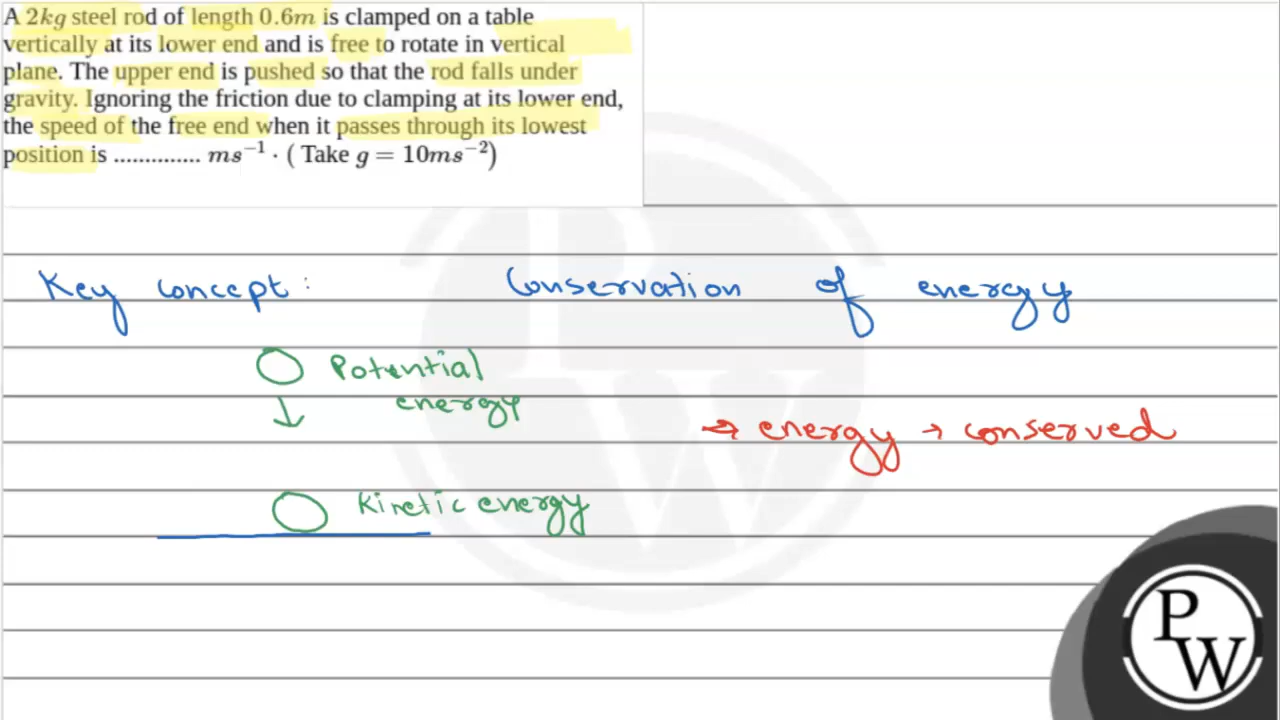 A 2kg steel rod of length 0.6m is clamped on a table
vertically at its lower end and is free to rotate in vertical
plane. The upper end is pushed so that the rod falls under
gravity. Ignoring the friction due to clamping at its lower end,
the speed of the free end when it passes through its lowest
position is .............. ms⁻¹ · ( Take g = 10ms⁻²)
Key concept : Conservation of energy
Potential
energy
→ energy → conserved
Kinetic energy
PW
PW